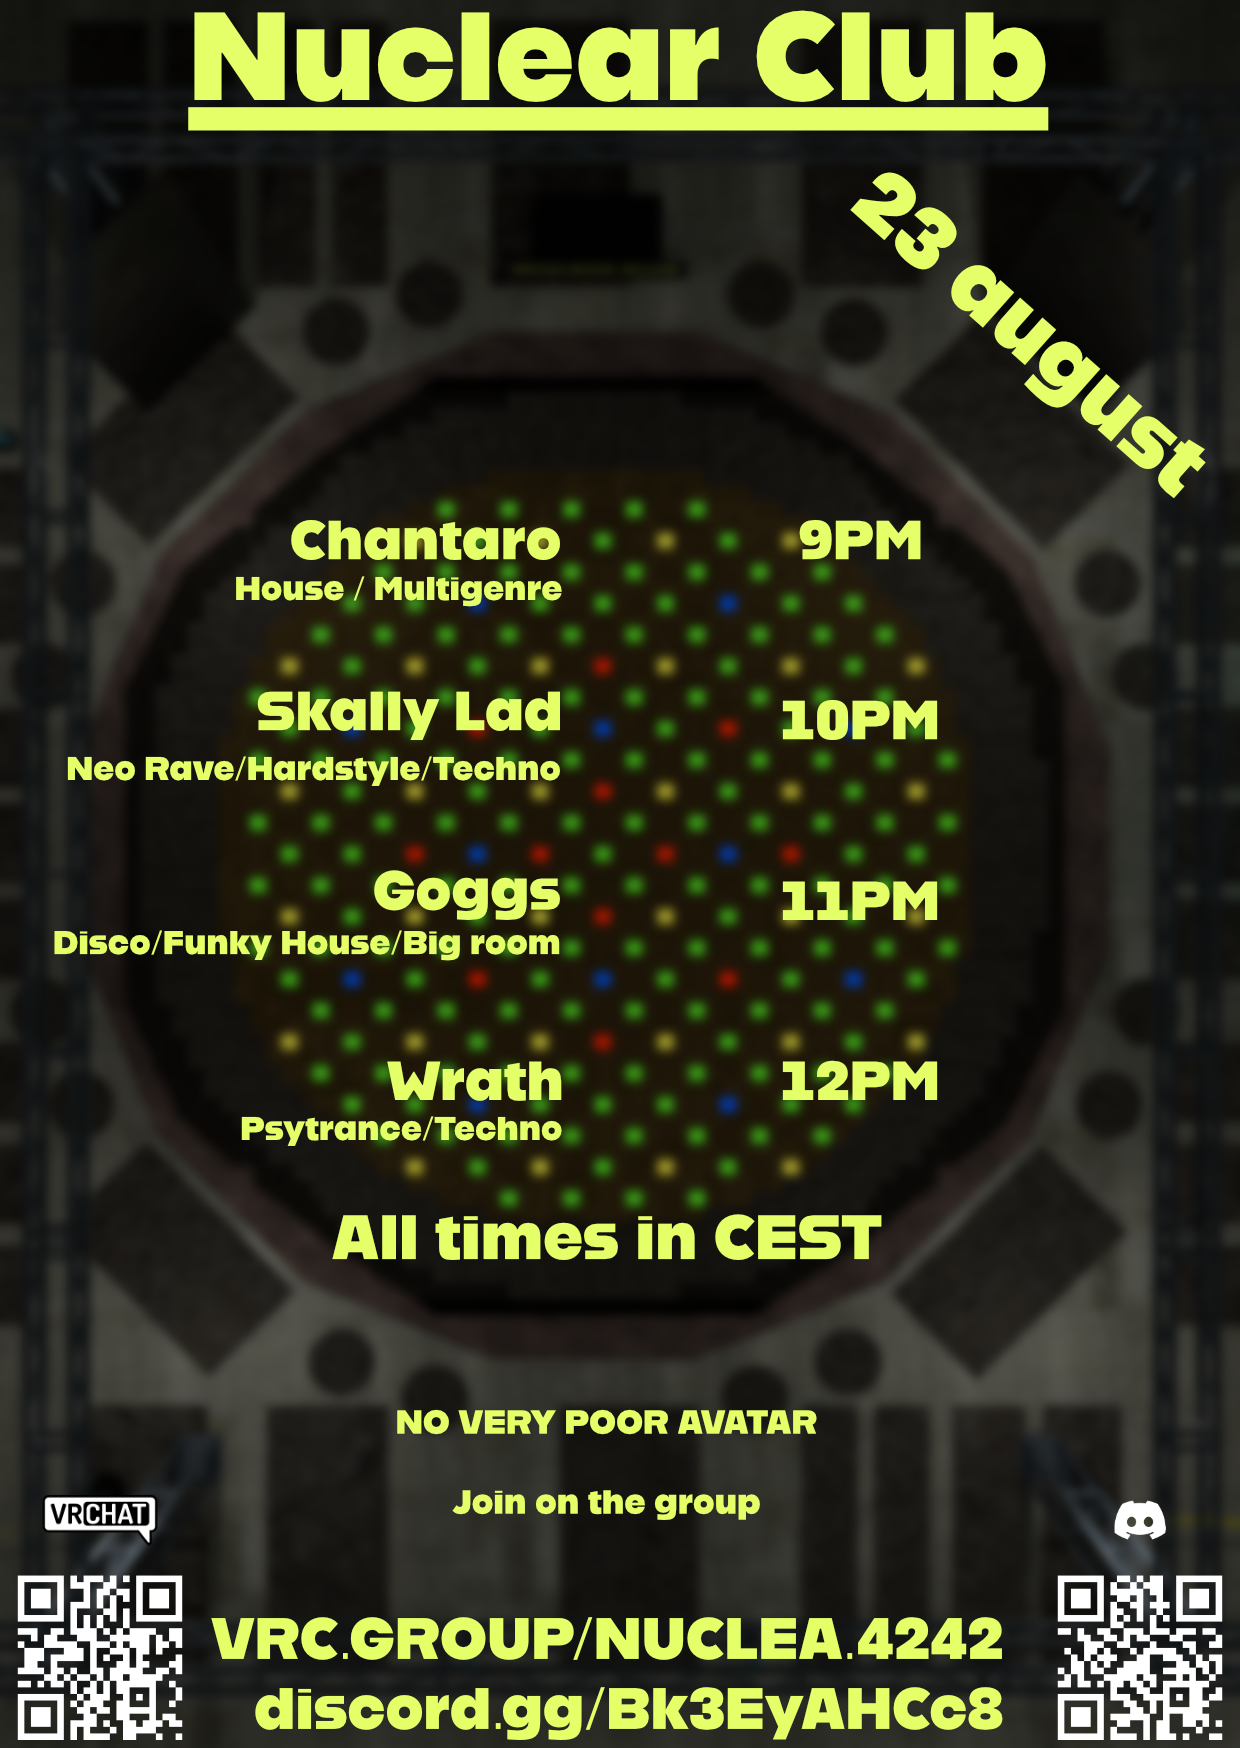 Nuclear Club
23 august
Chantaro 9PM
House / Multigenre
Skally Lad 10PM
Neo Rave/Hardstyle/Techno
Goggs 11PM
Disco/Funky House/Big room
Wrath 12PM
Psytrance/Techno
All times in CEST
NO VERY POOR AVATAR
Join on the group
VRCHAT
VRC.GROUP/NUCLEA.4242
discord.gg/Bk3EyAHCc8